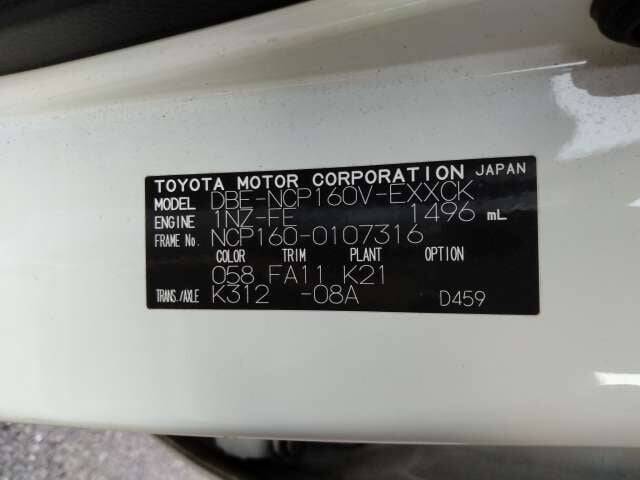 TOYOTA MOTOR CORPORATION JAPAN
MODEL DBE-NCP160V-EXXCK
ENGINE 1NZ-FE 1496 mL
FRAME No. NCP160-0107316
COLOR TRIM PLANT OPTION
058 FA11 K21
TRANS./AXLE K312 -08A D459